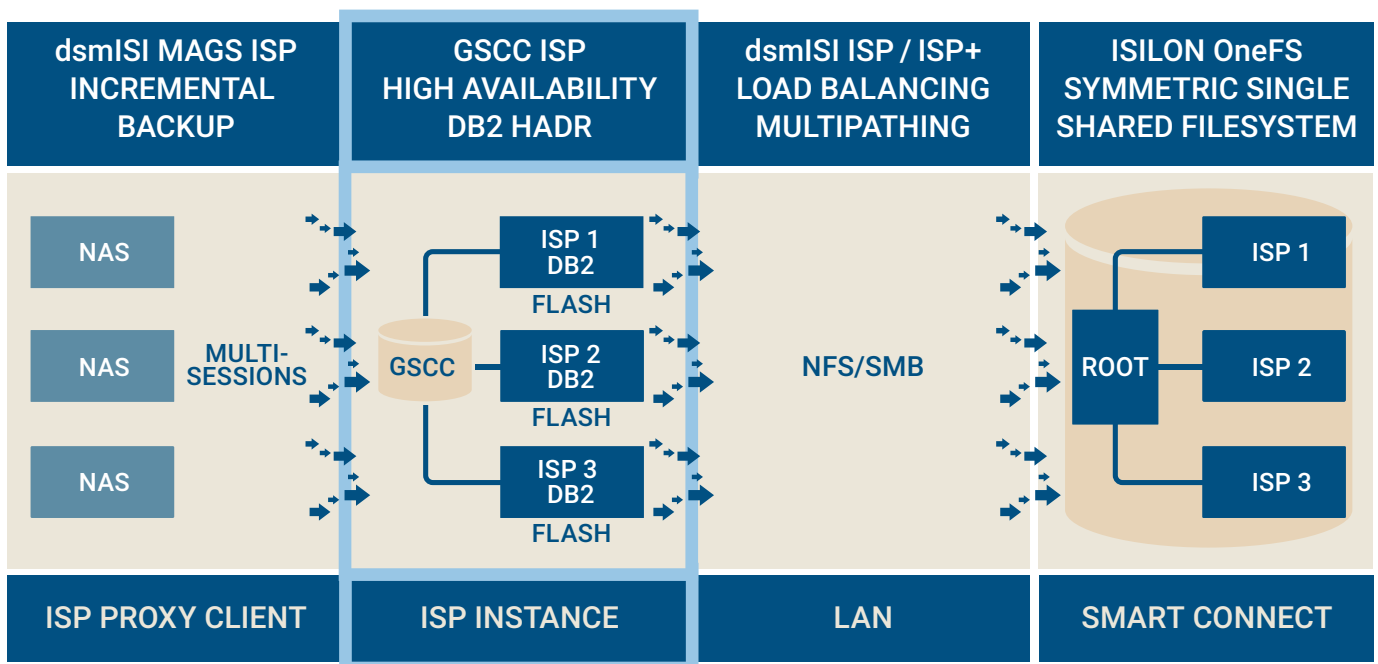 dsmISI MAGS ISP
INCREMENTAL
BACKUP
GSCC ISP
HIGH AVAILABILITY
DB2 HADR
dsmISI ISP / ISP+
LOAD BALANCING
MULTIPATHING
ISILON OneFS
SYMMETRIC SINGLE
SHARED FILESYSTEM
NAS
NAS
NAS
MULTI-
SESSIONS
GSCC
ISP 1
DB2
FLASH
ISP 2
DB2
FLASH
ISP 3
DB2
FLASH
NFS/SMB
ROOT
ISP 1
ISP 2
ISP 3
ISP PROXY CLIENT
ISP INSTANCE
LAN
SMART CONNECT